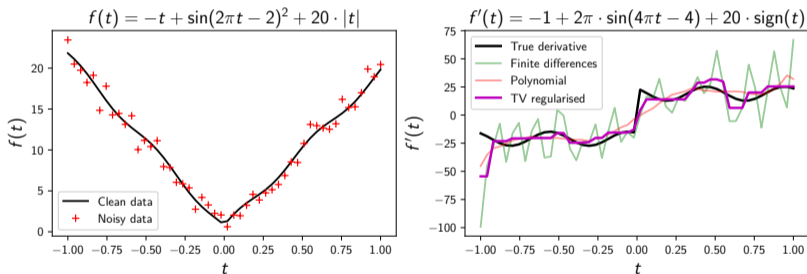 f(t) = −t + sin(2πt − 2)² + 20 · |t|
f(t)
20
15
10
5
0
Clean data
Noisy data
−1.00 −0.75 −0.50 −0.25 0.00 0.25 0.50 0.75 1.00
t
f′(t) = −1 + 2π · sin(4πt − 4) + 20 · sign(t)
f′(t)
75
50
25
0
−25
−50
−75
−100
True derivative
Finite differences
Polynomial
TV regularised
−1.00 −0.75 −0.50 −0.25 0.00 0.25 0.50 0.75 1.00
t